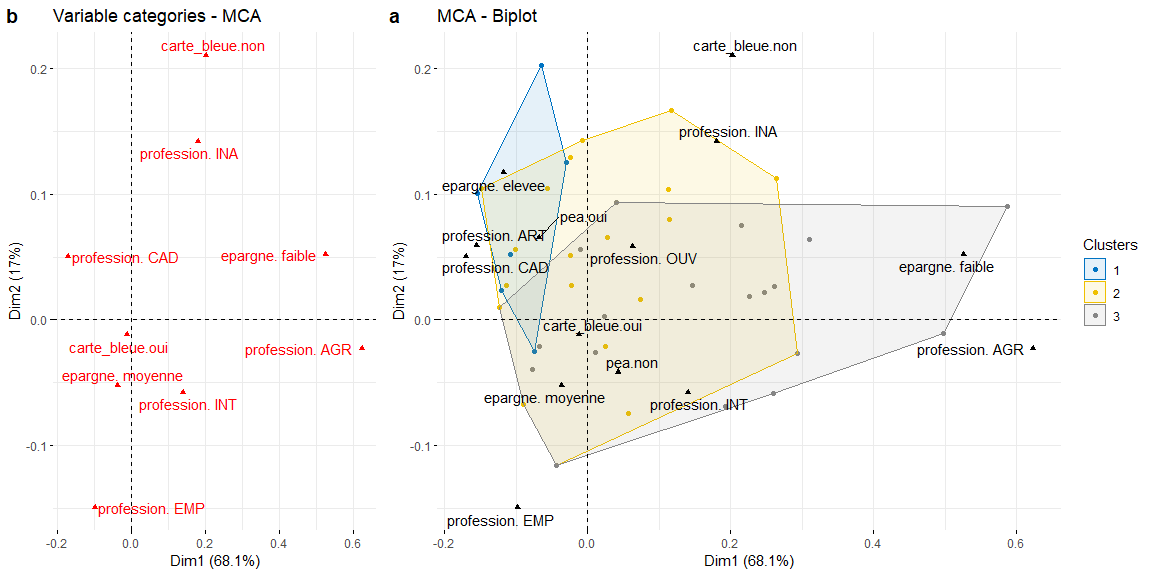 b Variable categories - MCA
carte_bleue.non
0.2
profession. INA
0.1
profession. CAD
epargne. faible
0.0
carte_bleue.oui
profession. AGR
epargne. moyenne
profession. INT
-0.1
profession. EMP
-0.2 0.0 0.2 0.4 0.6
Dim1 (68.1%)
Dim2 (17%)
a MCA - Biplot
carte_bleue.non
0.2
profession. INA
0.1
epargne. elevee
pea.oui
profession. ART
profession. OUV
profession. CAD
epargne. faible
0.0
carte_bleue.oui
profession. AGR
pea.non
epargne. moyenne
profession. INT
-0.1
profession. EMP
-0.2 0.0 0.2 0.4 0.6
Dim1 (68.1%)
Dim2 (17%)
Clusters
1
2
3